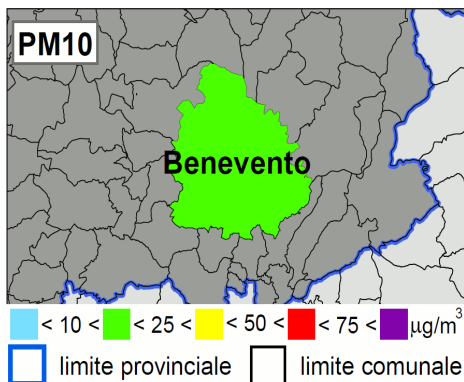 PM10
Benevento
< 10 < < 25 < < 50 < < 75 < µg/m³
limite provinciale limite comunale